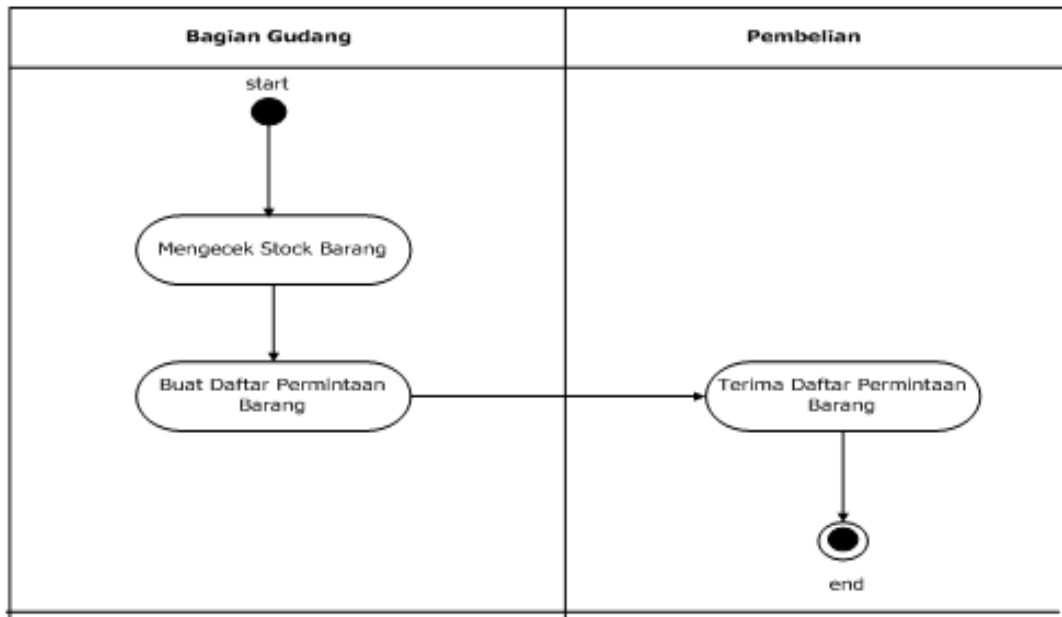 Bagian Gudang
Pembelian
start
Mengecek Stock Barang
Buat Daftar Permintaan
Barang
Terima Daftar Permintaan
Barang
end